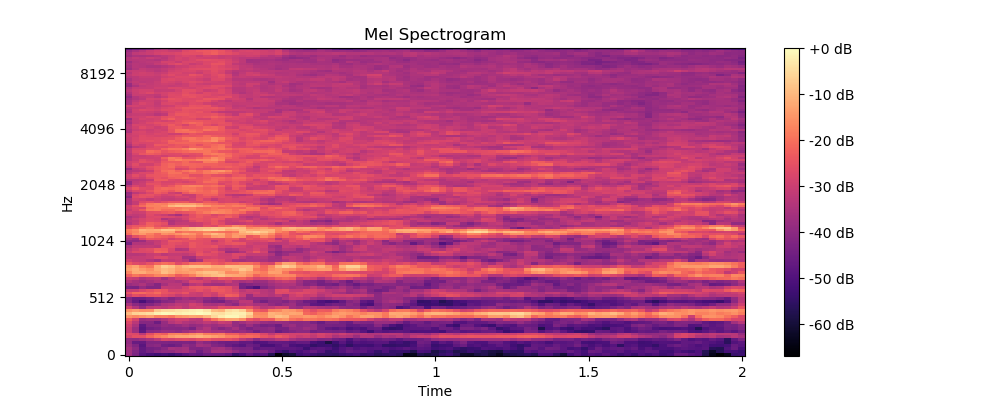 Mel Spectrogram
Hz
8192
4096
2048
1024
512
0
0 0.5 1 1.5 2
Time
+0 dB
-10 dB
-20 dB
-30 dB
-40 dB
-50 dB
-60 dB